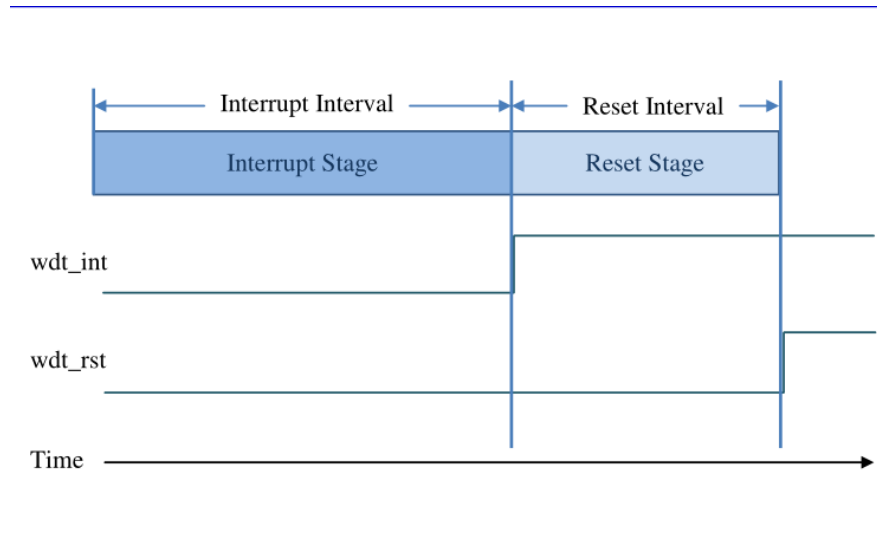 Interrupt Interval
Reset Interval
Interrupt Stage
Reset Stage
wdt_int
wdt_rst
Time